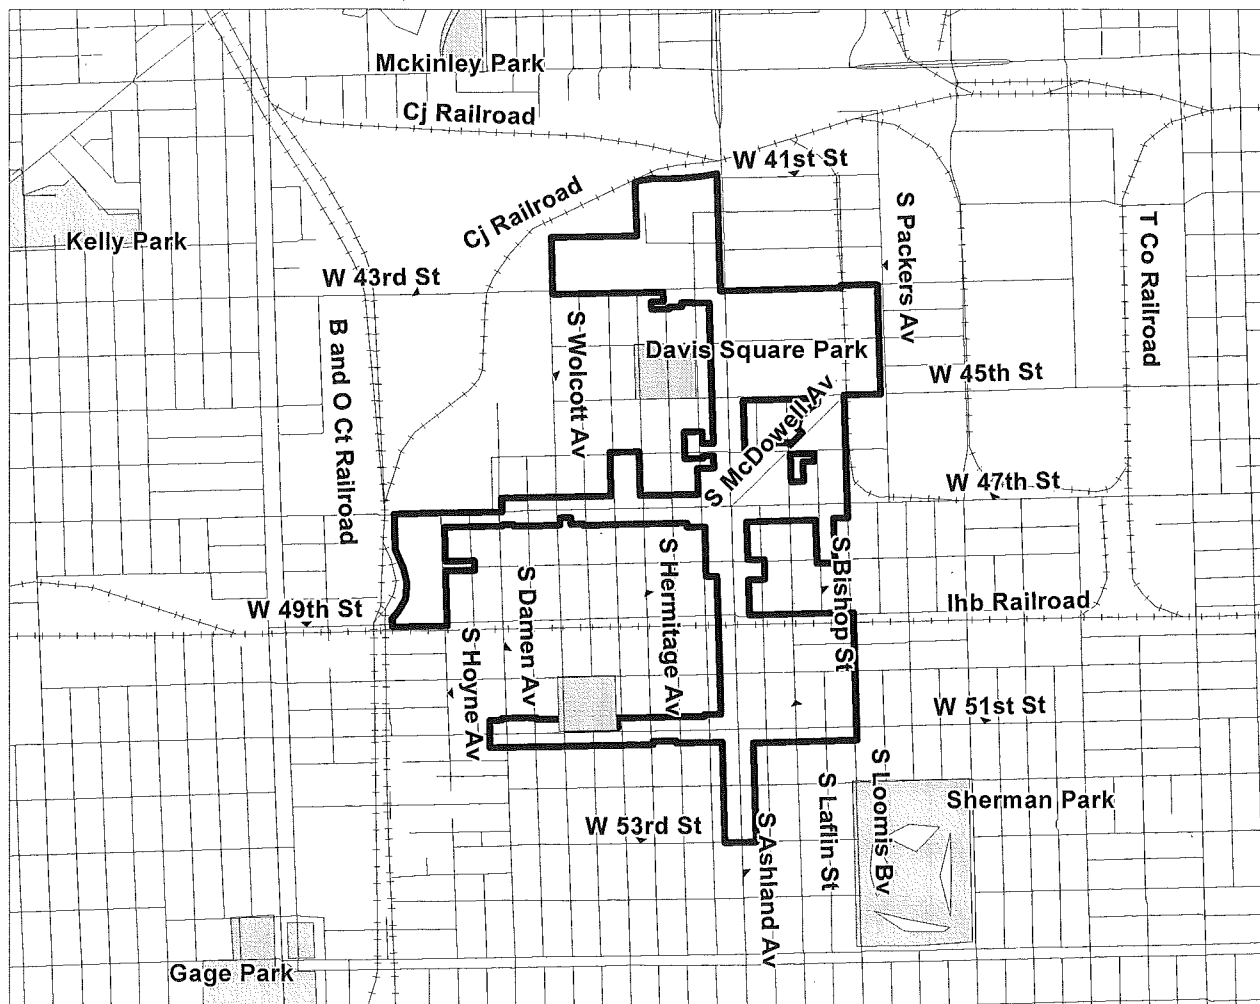 Mckinley Park
Cj Railroad
W 41st St
Cj Railroad
S Packers Av
T Co Railroad
Kelly Park
W 43rd St
S Wolcott Av
B and O Ct Railroad
Davis Square Park
W 45th St
S McDowell Av
W 47th St
S Hermitage Av
S Bishop St
S Damen Av
W 49th St
Ihb Railroad
S Hoyne Av
W 51st St
S Loomis Bv
S Laflin St
Sherman Park
W 53rd St
S Ashland Av
Gage Park